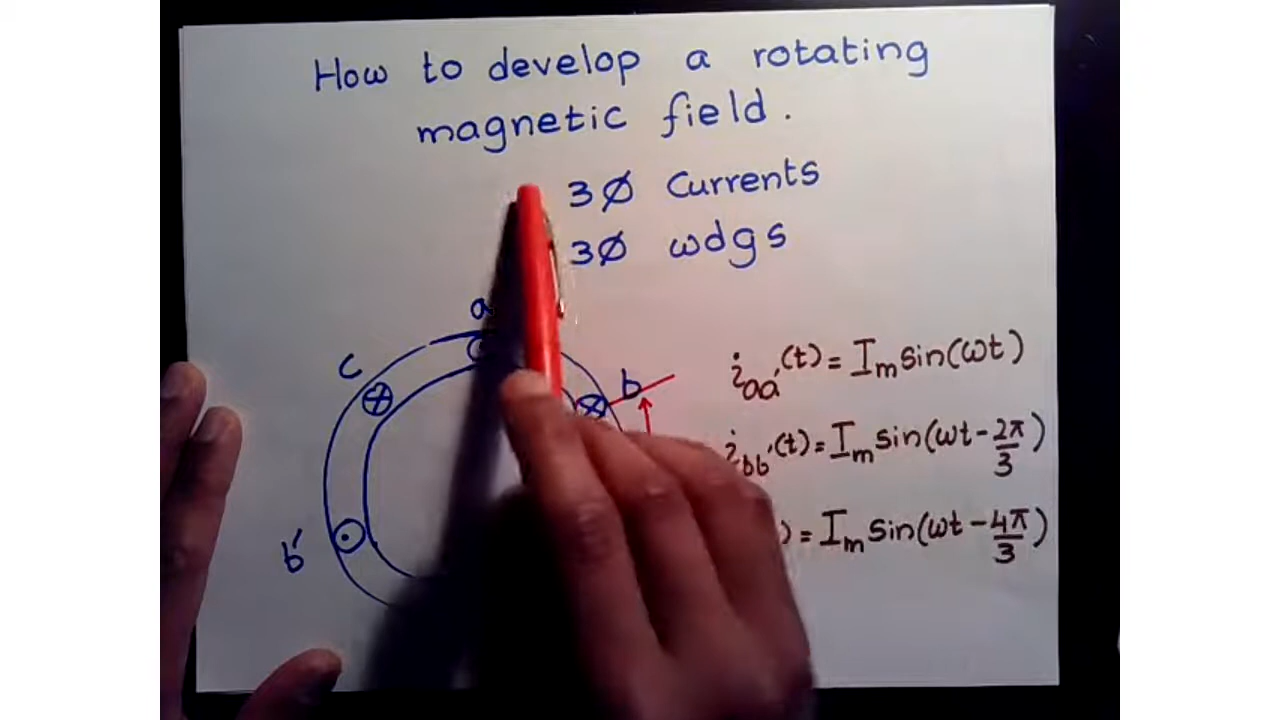 How to develop a rotating
magnetic field.
3Ø Currents
3Ø wdgs
a
c
b
b'
i_aa'(t) = I_m sin(ωt)
i_bb'(t) = I_m sin(ωt - 2π/3)
) = I_m sin(ωt - 4π/3)